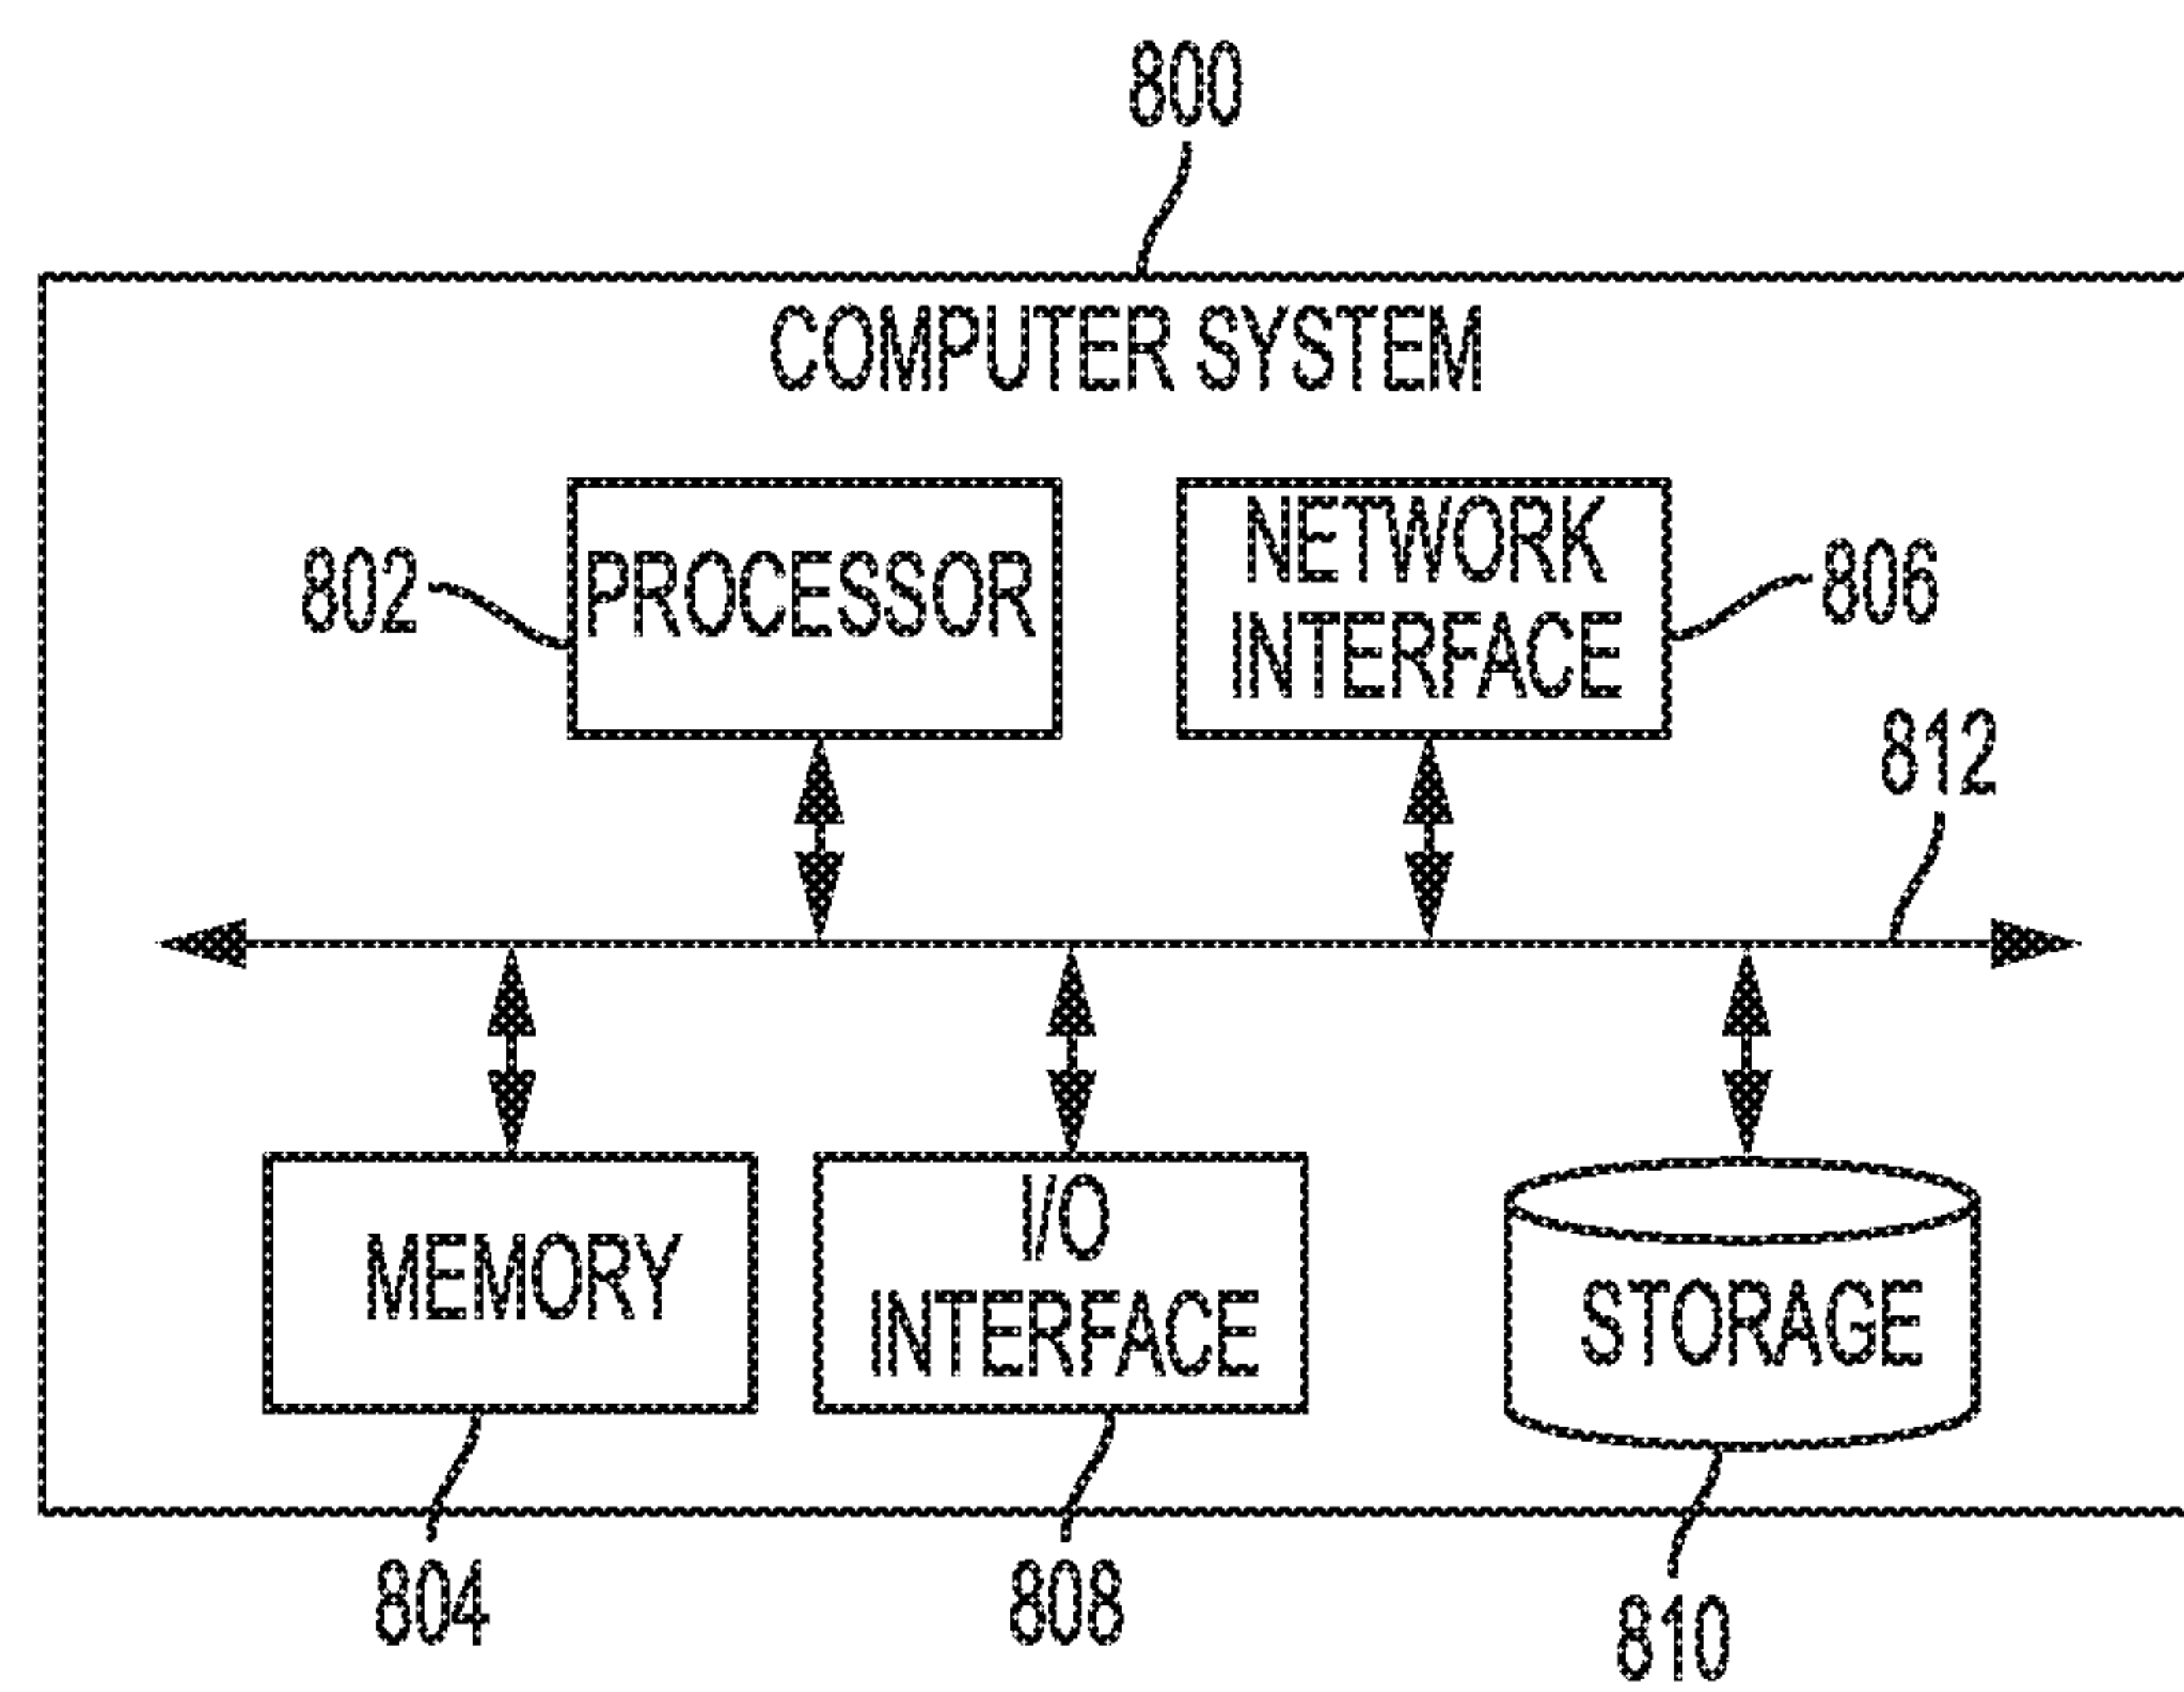 800
COMPUTER SYSTEM
802
PROCESSOR
NETWORK
INTERFACE
806
812
MEMORY
I/O
INTERFACE
STORAGE
804
808
810